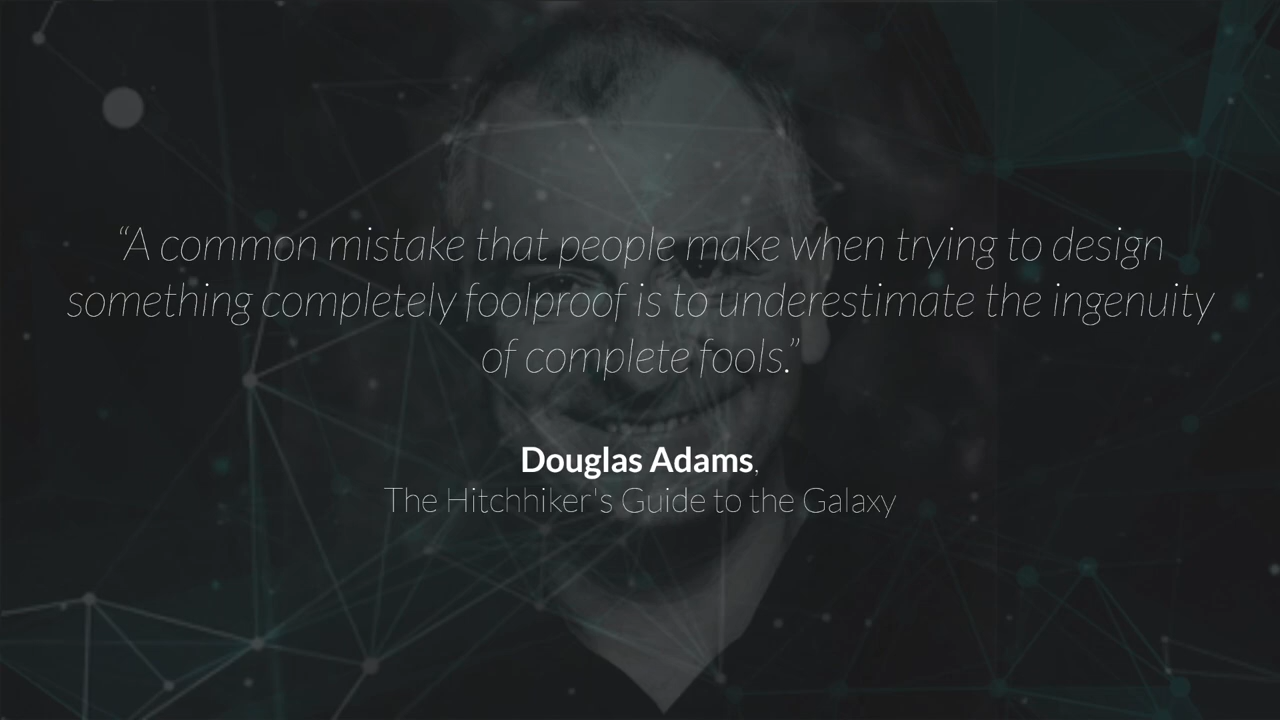 “A common mistake that people make when trying to design
something completely foolproof is to underestimate the ingenuity
of complete fools.”
Douglas Adams,
The Hitchhiker's Guide to the Galaxy